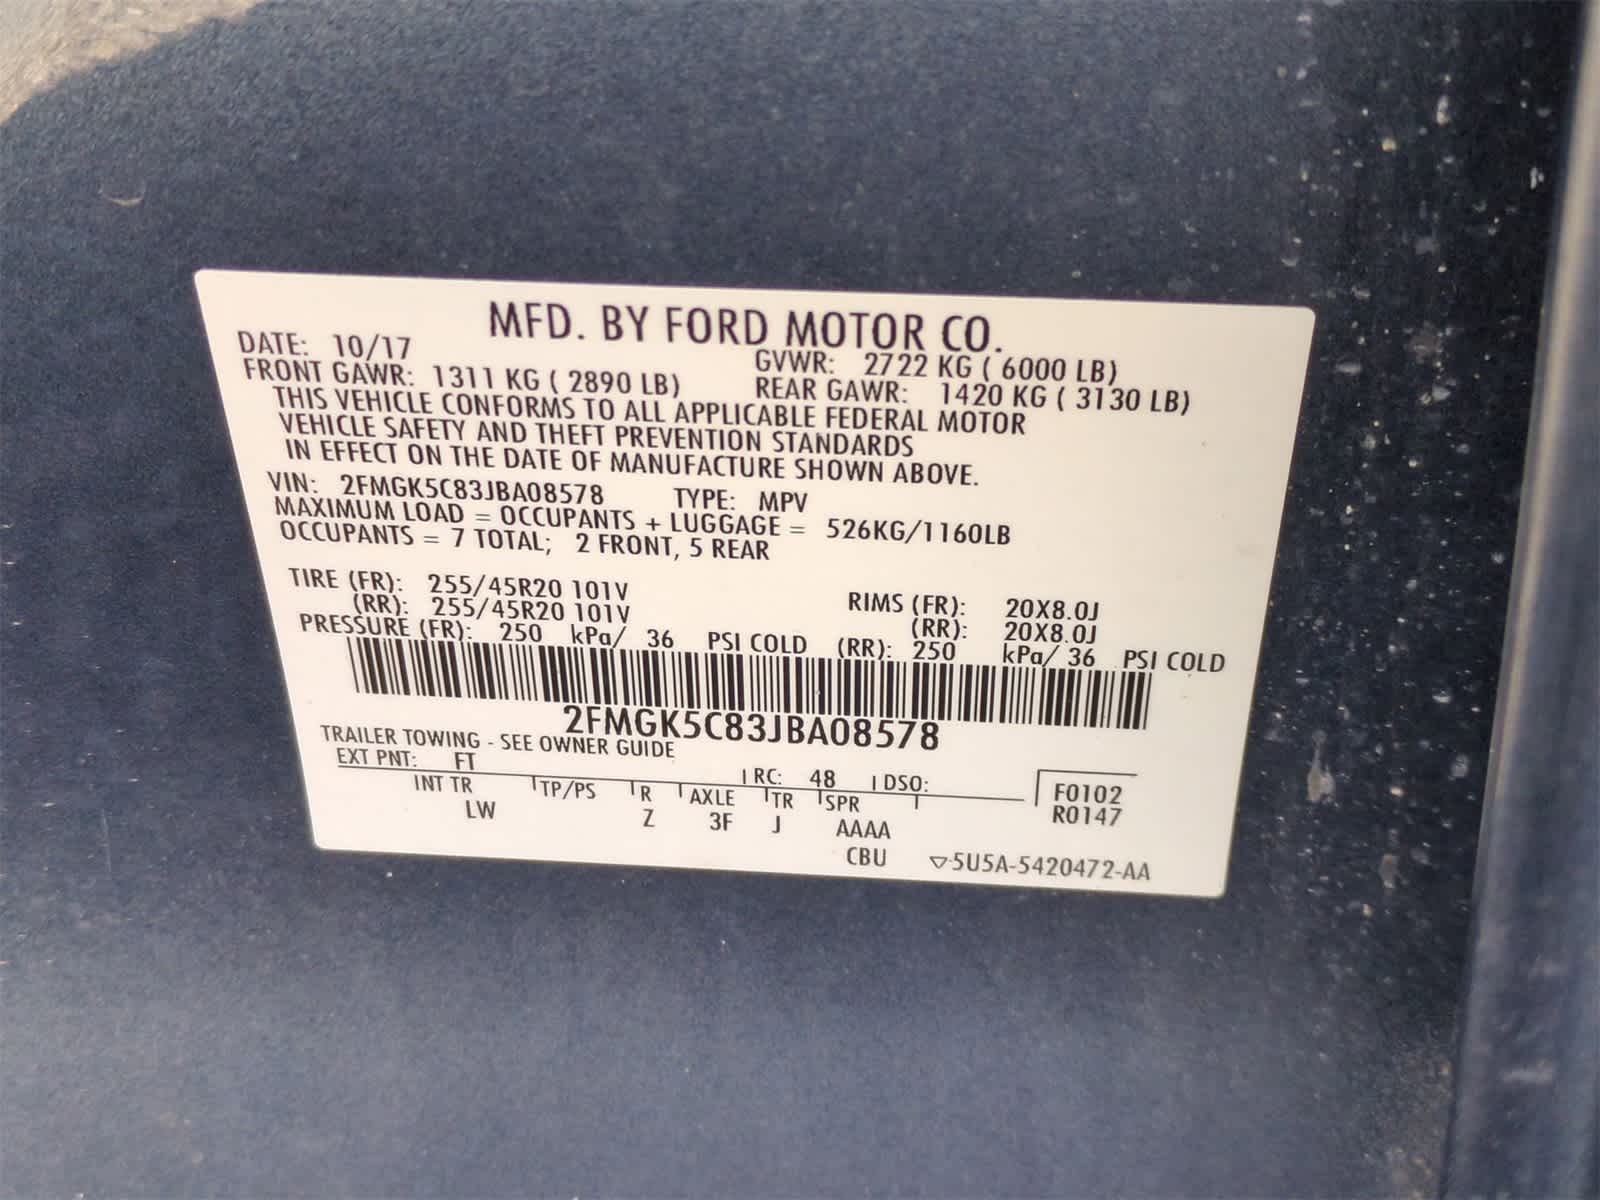 MFD. BY FORD MOTOR CO.
DATE: 10/17 GVWR: 2722 KG ( 6000 LB)
FRONT GAWR: 1311 KG ( 2890 LB) REAR GAWR: 1420 KG ( 3130 LB)
THIS VEHICLE CONFORMS TO ALL APPLICABLE FEDERAL MOTOR
VEHICLE SAFETY AND THEFT PREVENTION STANDARDS
IN EFFECT ON THE DATE OF MANUFACTURE SHOWN ABOVE.
VIN: 2FMGK5C83JBA08578 TYPE: MPV
MAXIMUM LOAD = OCCUPANTS + LUGGAGE = 526KG/1160LB
OCCUPANTS = 7 TOTAL; 2 FRONT, 5 REAR
TIRE (FR): 255/45R20 101V RIMS (FR): 20X8.0J
(RR): 255/45R20 101V (RR): 20X8.0J
PRESSURE (FR): 250 kPa/ 36 PSI COLD (RR): 250 kPa/ 36 PSI COLD
2FMGK5C83JBA08578
TRAILER TOWING - SEE OWNER GUIDE
EXT PNT: FT RC: 48 DSO: F0102
INT TR TP/PS R AXLE TR SPR R0147
LW Z 3F J AAAA
CBU ▽5U5A-5420472-AA